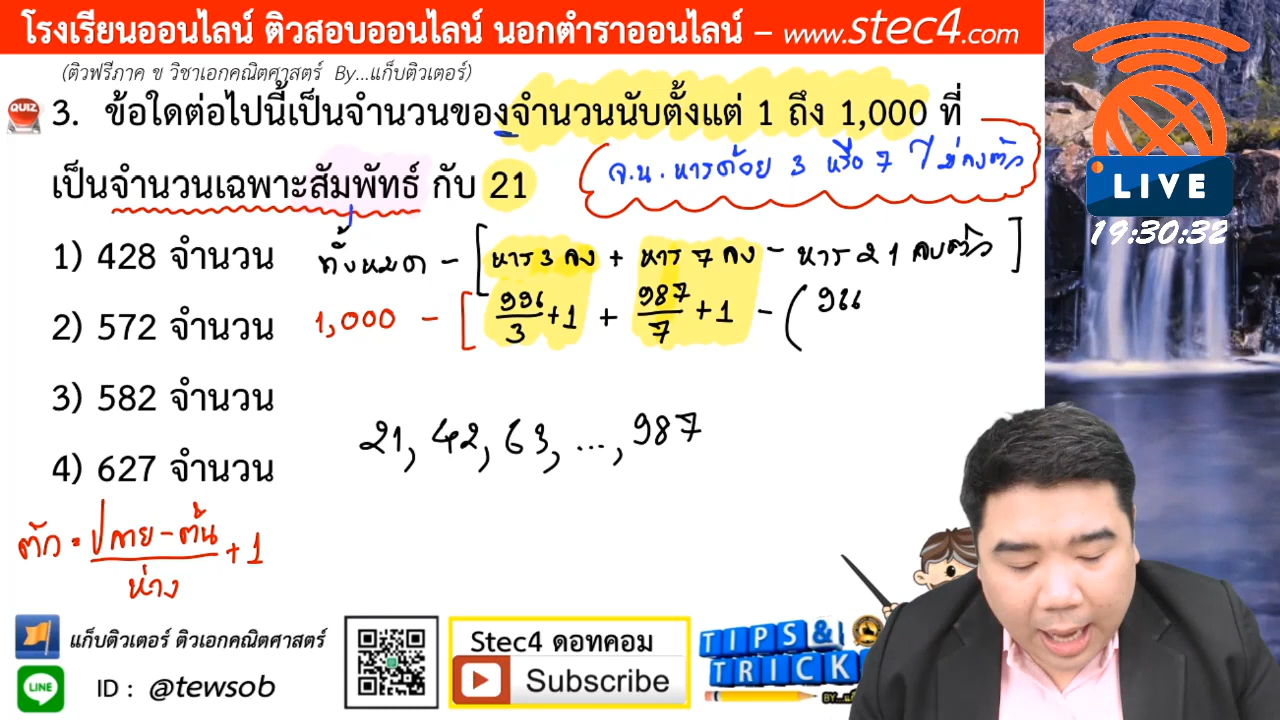 โรงเรียนออนไลน์ ติวสอบออนไลน์ นอกตำราออนไลน์ – www.stec4.com
(ติวฟรีภาค ข วิชาเอกคณิตศาสตร์ By...แก็บติวเตอร์)
QUIZ 3. ข้อใดต่อไปนี้เป็นจำนวนของจำนวนนับตั้งแต่ 1 ถึง 1,000 ที่
เป็นจำนวนเฉพาะสัมพัทธ์ กับ 21
จ.น. หารด้วย 3 หรือ 7 ไม่ลงตัว
LIVE
19:30:32
1) 428 จำนวน
ทั้งหมด - [หาร 3 ลง + หาร 7 ลง - หาร 21 ลงตัว]
2) 572 จำนวน
1,000 - [996/3 + 1 + 987/7 + 1 - (966
3) 582 จำนวน
21, 42, 63, ..., 987
4) 627 จำนวน
ตัว = ปลาย - ต้น / ห่าง + 1
แก็บติวเตอร์ ติวเอกคณิตศาสตร์
LINE ID : @tewsob
Stec4 ดอทคอม
Subscribe
TIPS &
TRICK
BY...แก็